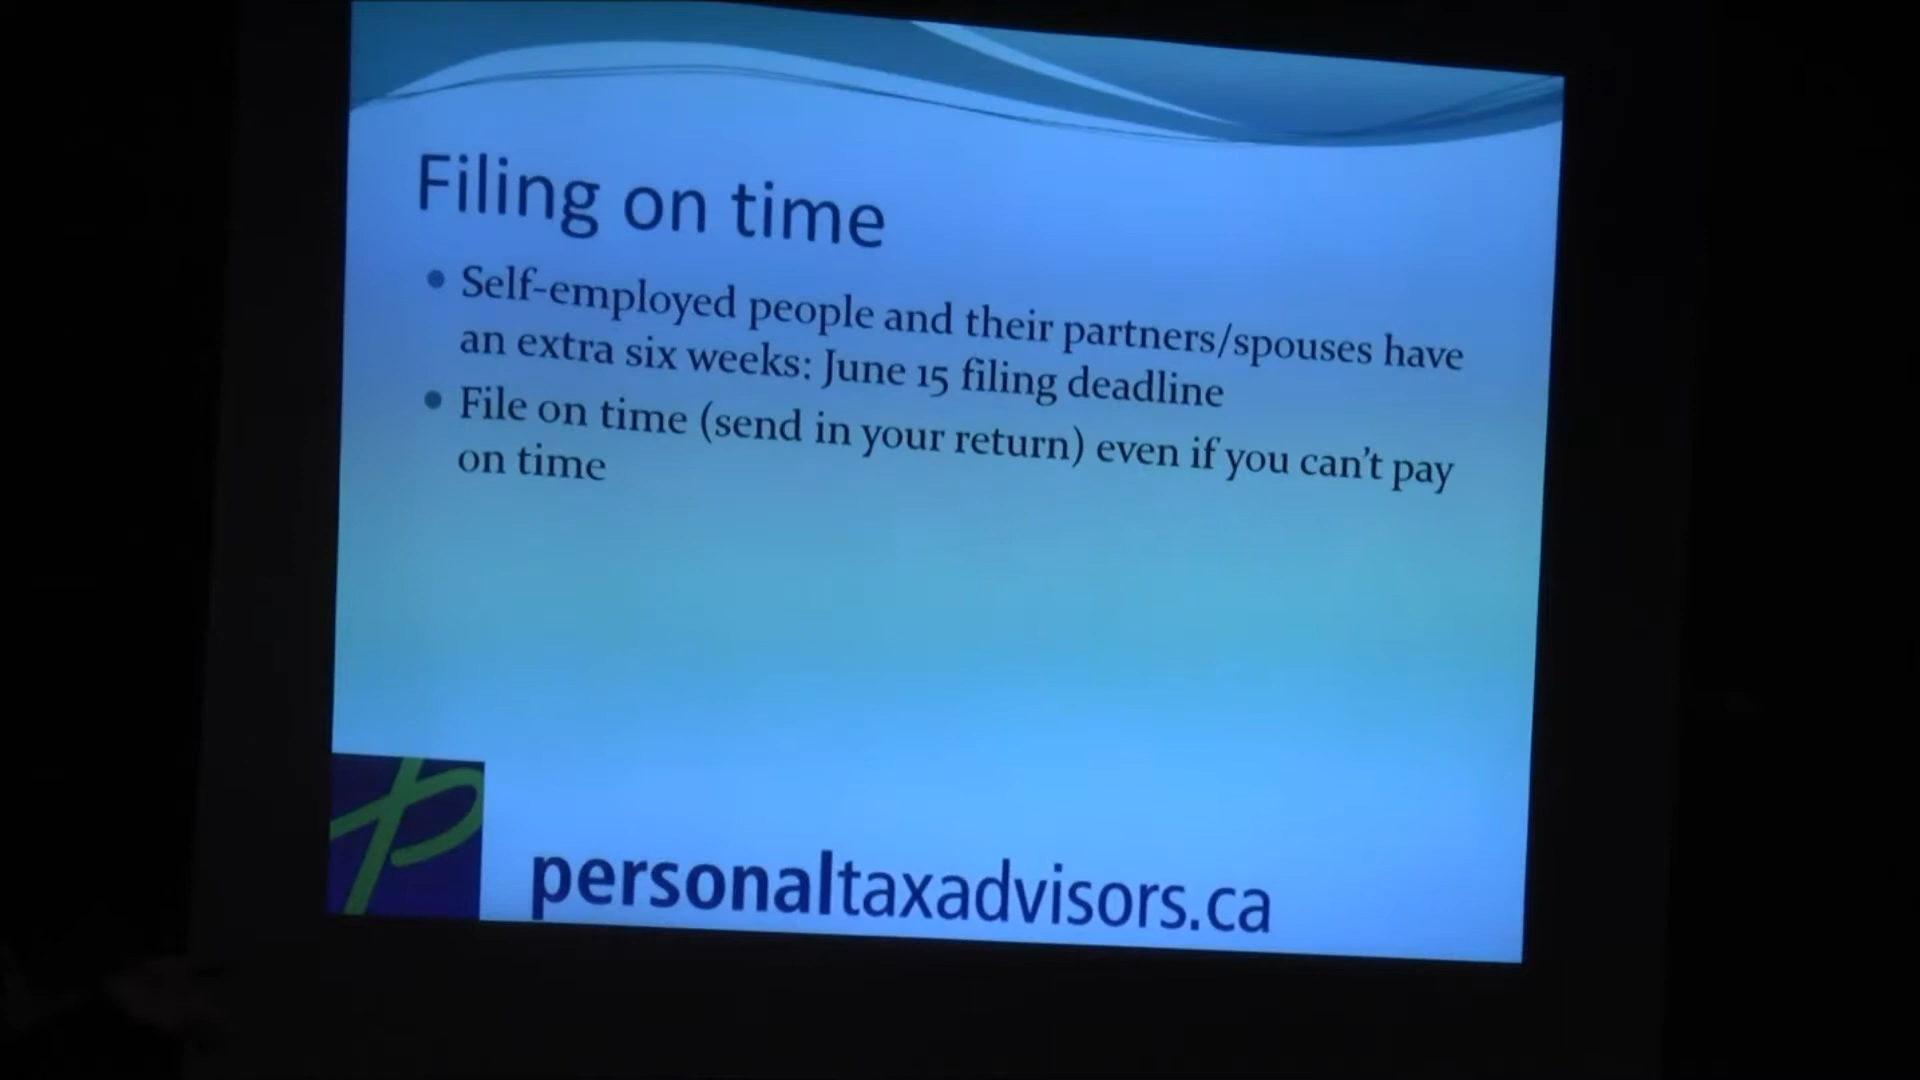 Filing on time
• Self-employed people and their partners/spouses have
an extra six weeks: June 15 filing deadline
• File on time (send in your return) even if you can't pay
on time
personaltaxadvisors.ca